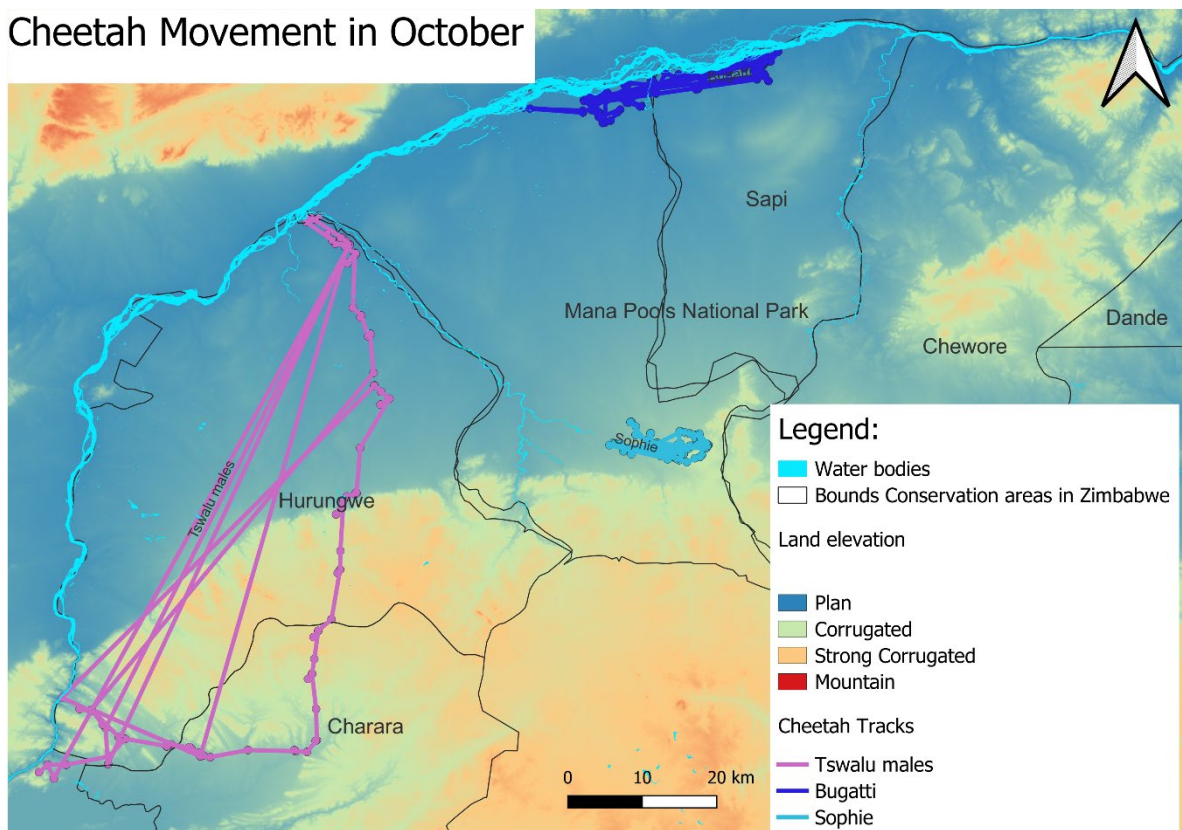 Cheetah Movement in October
Bugatti
Sapi
Mana Pools National Park
Dande
Chewore
Sophie
Tswalu males
Hurungwe
Charara
0 10 20 km
Legend:
Water bodies
Bounds Conservation areas in Zimbabwe
Land elevation
Plan
Corrugated
Strong Corrugated
Mountain
Cheetah Tracks
Tswalu males
Bugatti
Sophie